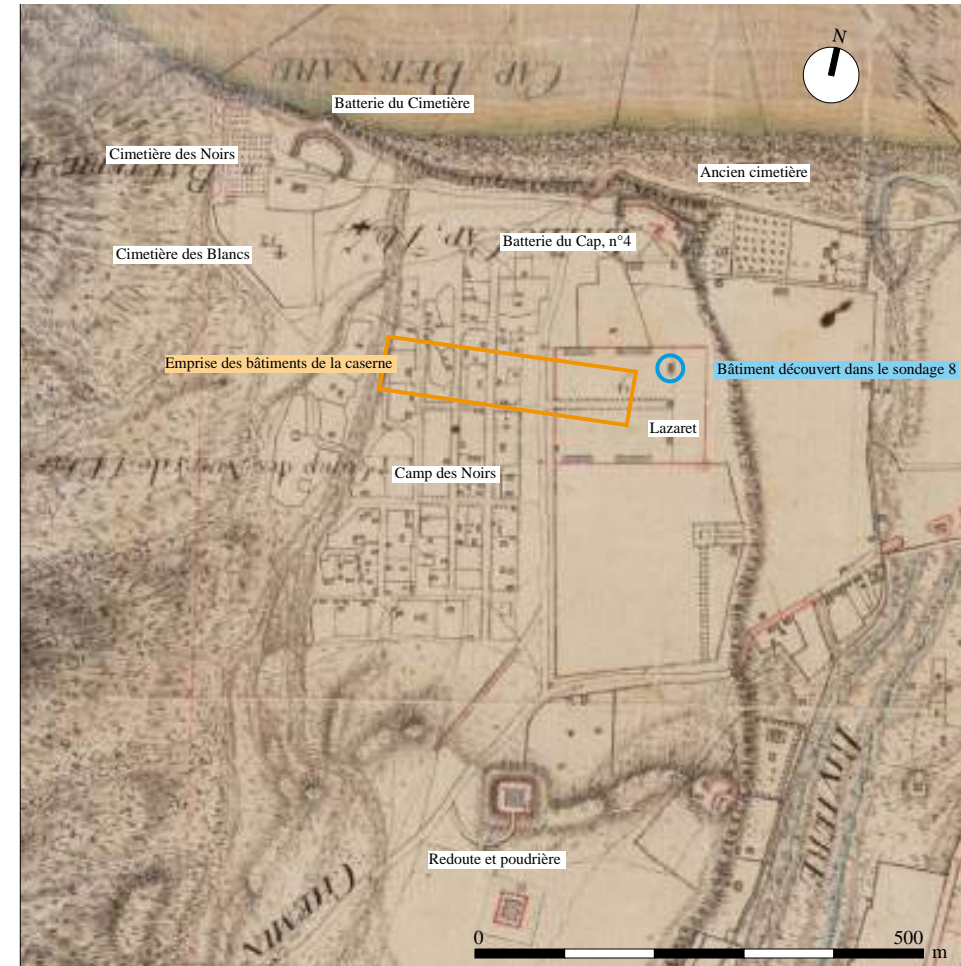 N
CAP BERNARD
Batterie du Cimetière
Cimetière des Noirs
Ancien cimetière
Batterie du Cap, n°4
Cimetière des Blancs
Emprise des bâtiments de la caserne
Bâtiment découvert dans le sondage 8
Lazaret
Camp des Noirs
Redoute et poudrière
CHEMIN
0
500
m